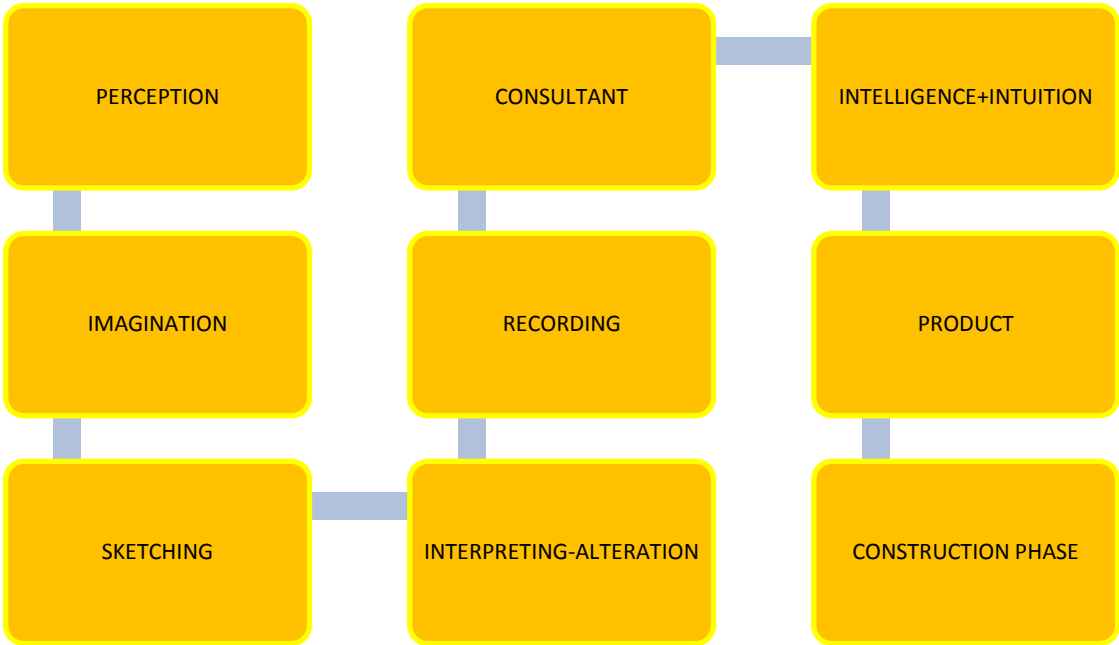 PERCEPTION
IMAGINATION
SKETCHING
INTERPRETING-ALTERATION
RECORDING
CONSULTANT
INTELLIGENCE+INTUITION
PRODUCT
CONSTRUCTION PHASE